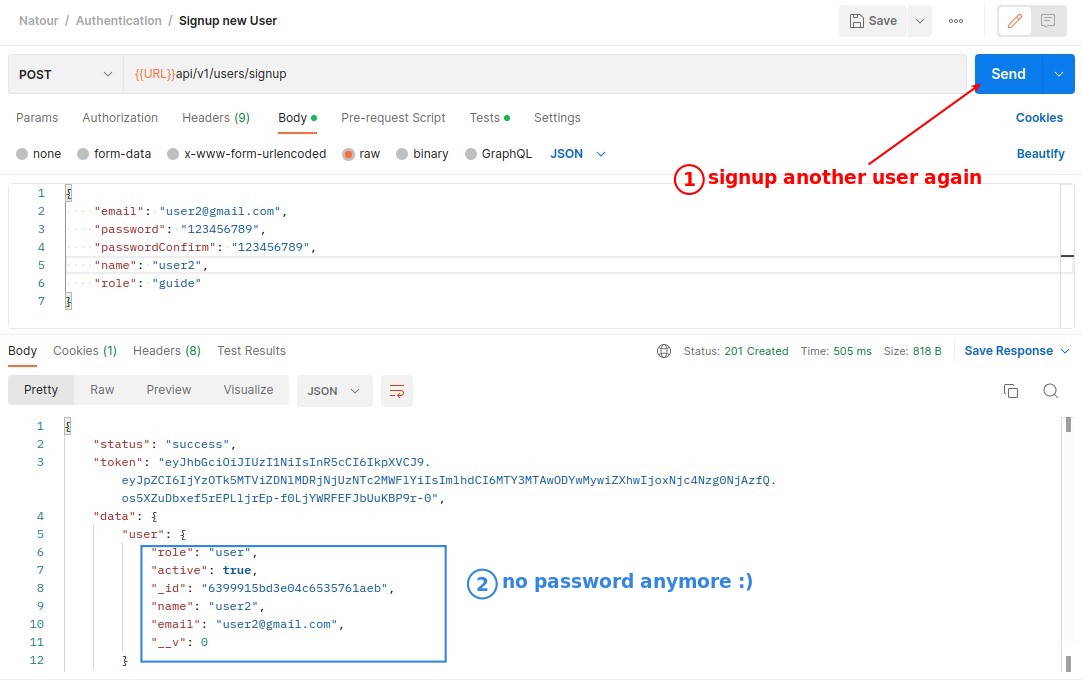 Natour / Authentication / Signup new User
Save
POST {{URL}}api/v1/users/signup Send
Params Authorization Headers (9) Body Pre-request Script Tests Settings Cookies
none form-data x-www-form-urlencoded raw binary GraphQL JSON Beautify
1 signup another user again
1 {
2 "email": "user2@gmail.com",
3 "password": "123456789",
4 "passwordConfirm": "123456789",
5 "name": "user2",
6 "role": "guide"
7 }
Body Cookies (1) Headers (8) Test Results Status: 201 Created Time: 505 ms Size: 818 B Save Response
Pretty Raw Preview Visualize JSON
1 {
2 "status": "success",
3 "token": "eyJhbGciOiJIUzI1NiIsInR5cCI6IkpXVCJ9.
eyJpZCI6IjYzOTk5MTViZDNlMDRjNjUzNTc2MWFlYiIsImlhdCI6MTY3MTAwODYwMywiZXhwIjoxNjc4Nzg0NjAzfQ.
os5XZuDbxef5rEPLljrEp-f0LjYWRFEFJbUuKBP9r-0",
4 "data": {
5 "user": {
6 "role": "user",
7 "active": true,
8 "_id": "6399915bd3e04c6535761aeb",
9 "name": "user2",
10 "email": "user2@gmail.com",
11 "__v": 0
12 }
2 no password anymore :)